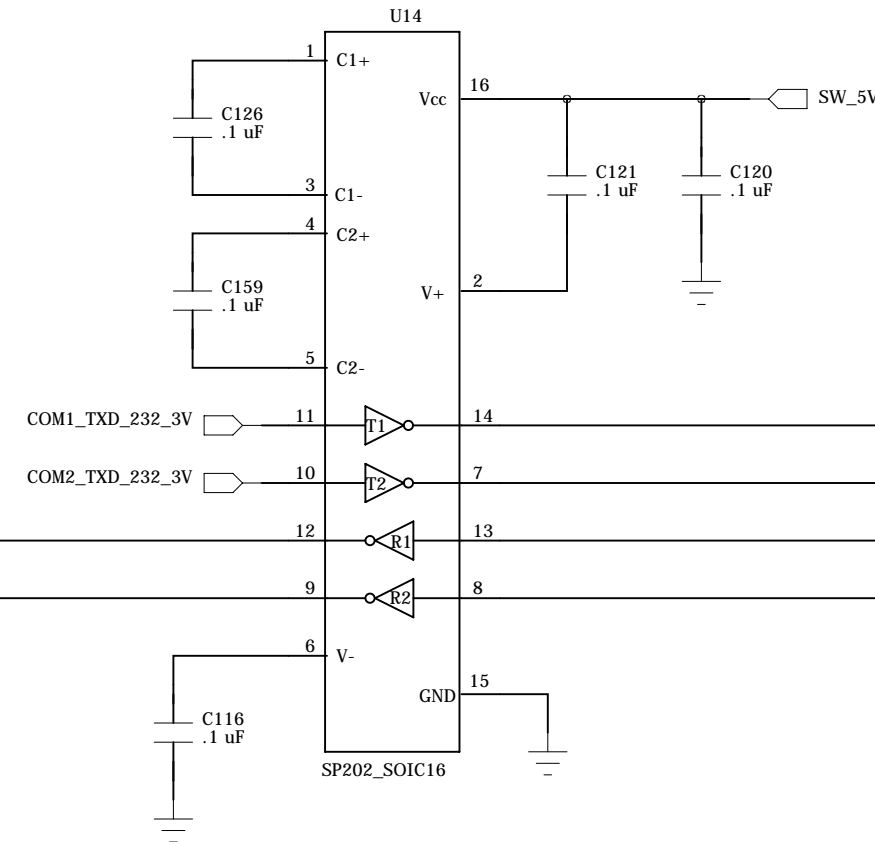 U14
1
C1+
16
Vcc
SW_5V
C126
.1 uF
C121
.1 uF
C120
.1 uF
3
C1-
4
C2+
2
V+
C159
.1 uF
5
C2-
COM1_TXD_232_3V
11
T1
14
COM2_TXD_232_3V
10
T2
7
12
R1
13
9
R2
8
6
V-
15
GND
C116
.1 uF
SP202_SOIC16